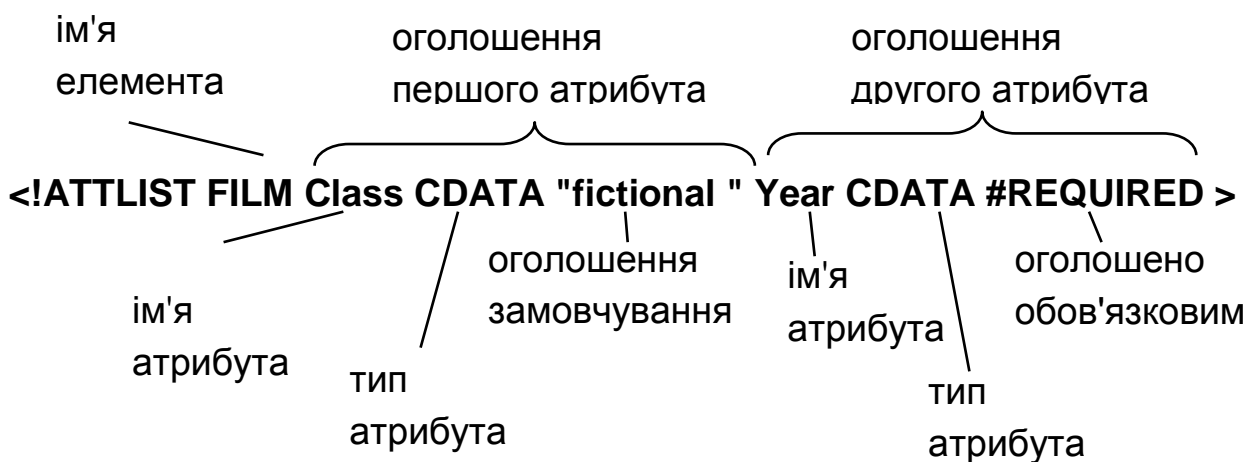 ім'я
елемента
оголошення
першого атрибута
оголошення
другого атрибута
<!ATTLIST FILM Class CDATA "fictional " Year CDATA #REQUIRED >
ім'я
атрибута
тип
атрибута
оголошення
замовчування
ім'я
атрибута
тип
атрибута
оголошено
обов'язковим